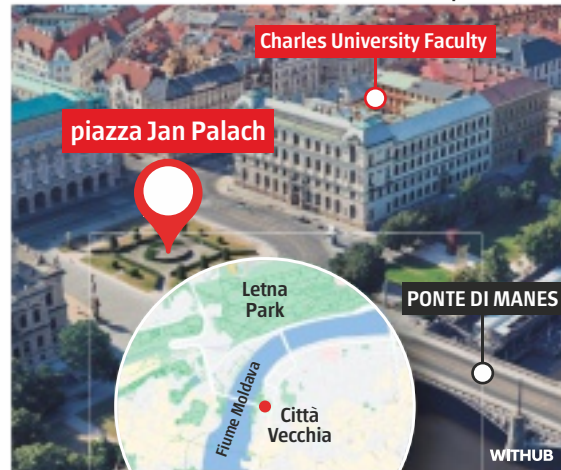 Charles University Faculty
piazza Jan Palach
Letna
Park
PONTE DI MANES
Fiume Moldava
Città
Vecchia
WITHUB